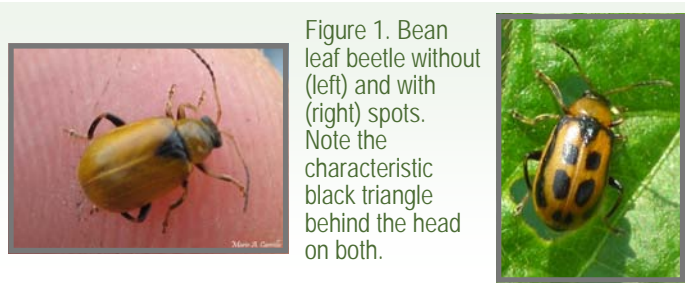 Figure 1. Bean
leaf beetle without
(left) and with
(right) spots.
Note the
characteristic
black triangle
behind the head
on both.